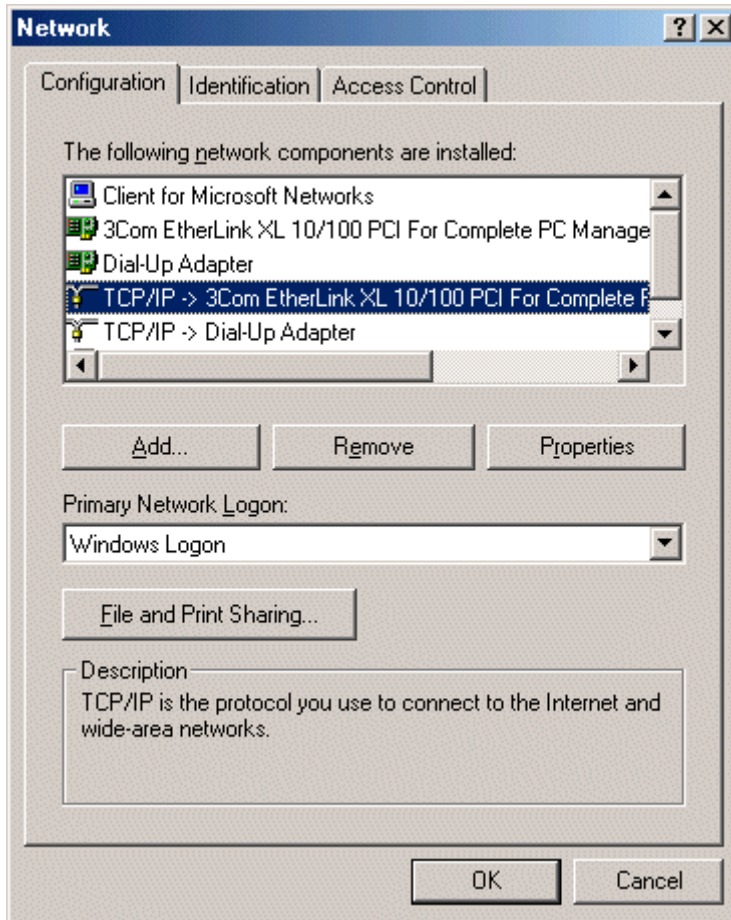 Network
Configuration Identification Access Control
The following network components are installed:
Client for Microsoft Networks
3Com EtherLink XL 10/100 PCI For Complete PC Manage
Dial-Up Adapter
TCP/IP -> 3Com EtherLink XL 10/100 PCI For Complete
TCP/IP -> Dial-Up Adapter
Add... Remove Properties
Primary Network Logon:
Windows Logon
File and Print Sharing...
Description
TCP/IP is the protocol you use to connect to the Internet and
wide-area networks.
OK Cancel